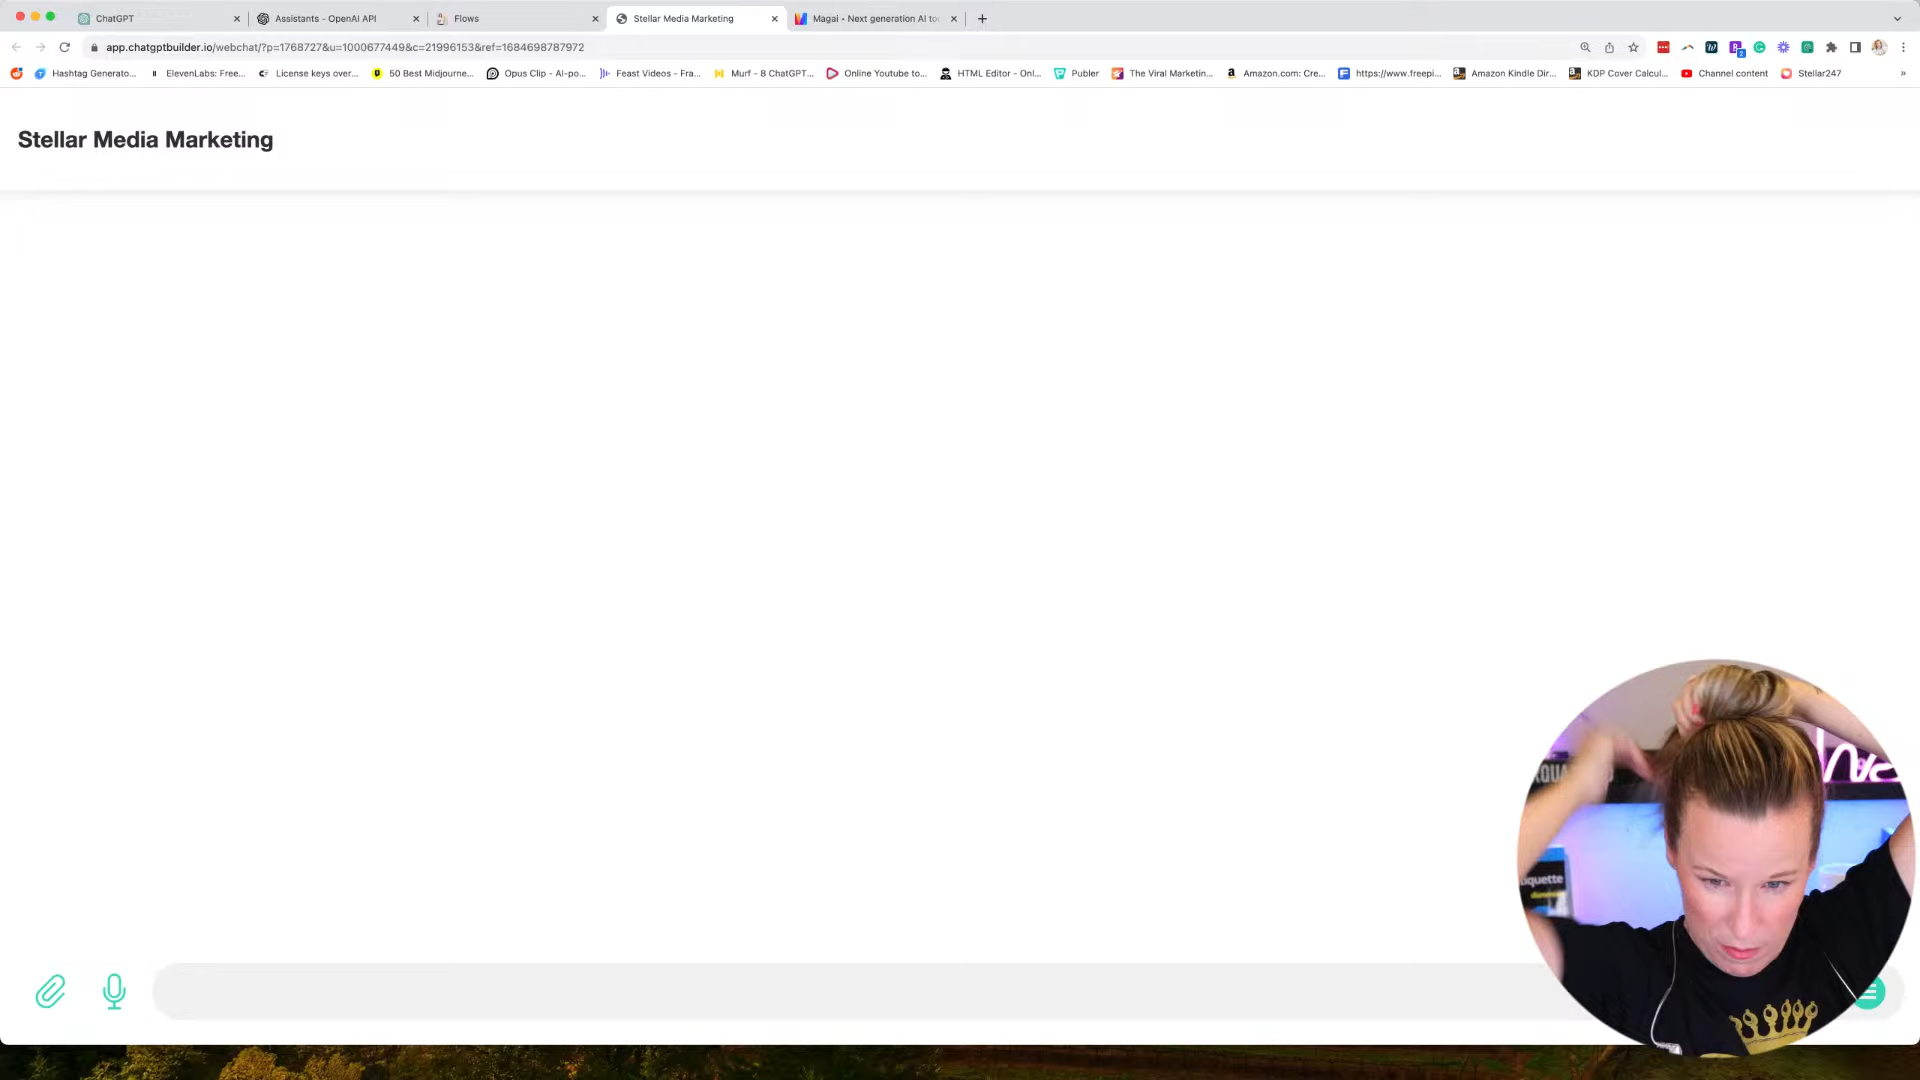 ChatGPT
Assistants - OpenAI API
Flows
Stellar Media Marketing
Magai • Next generation AI to
app.chatgptbuilder.io/webchat/?p=1768727&u=1000677449&c=21996153&ref=1684698787972
Hashtag Generato...
ElevenLabs: Free...
License keys over...
50 Best Midjourne...
Opus Clip - AI-po...
Feast Videos - Fra...
Murf - 8 ChatGPT...
Online Youtube to...
HTML Editor - Onl...
Publer
The Viral Marketin...
Amazon.com: Cre...
https://www.freepi...
Amazon Kindle Dir...
KDP Cover Calcul...
Channel content
Stellar247
Stellar Media Marketing
iquette